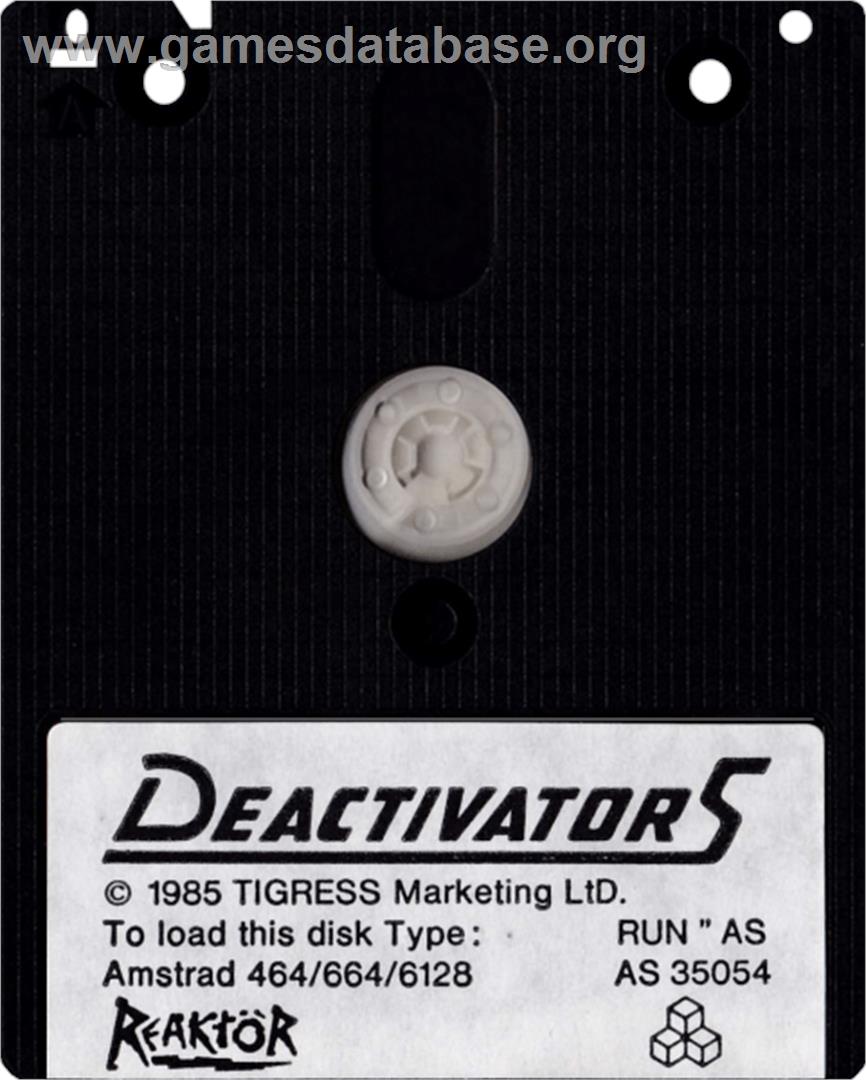 www.gamesdatabase.org
DEACTIVATORS
© 1985 TIGRESS Marketing LtD.
To load this disk Type: RUN " AS
Amstrad 464/664/6128 AS 35054
REAKTÖR